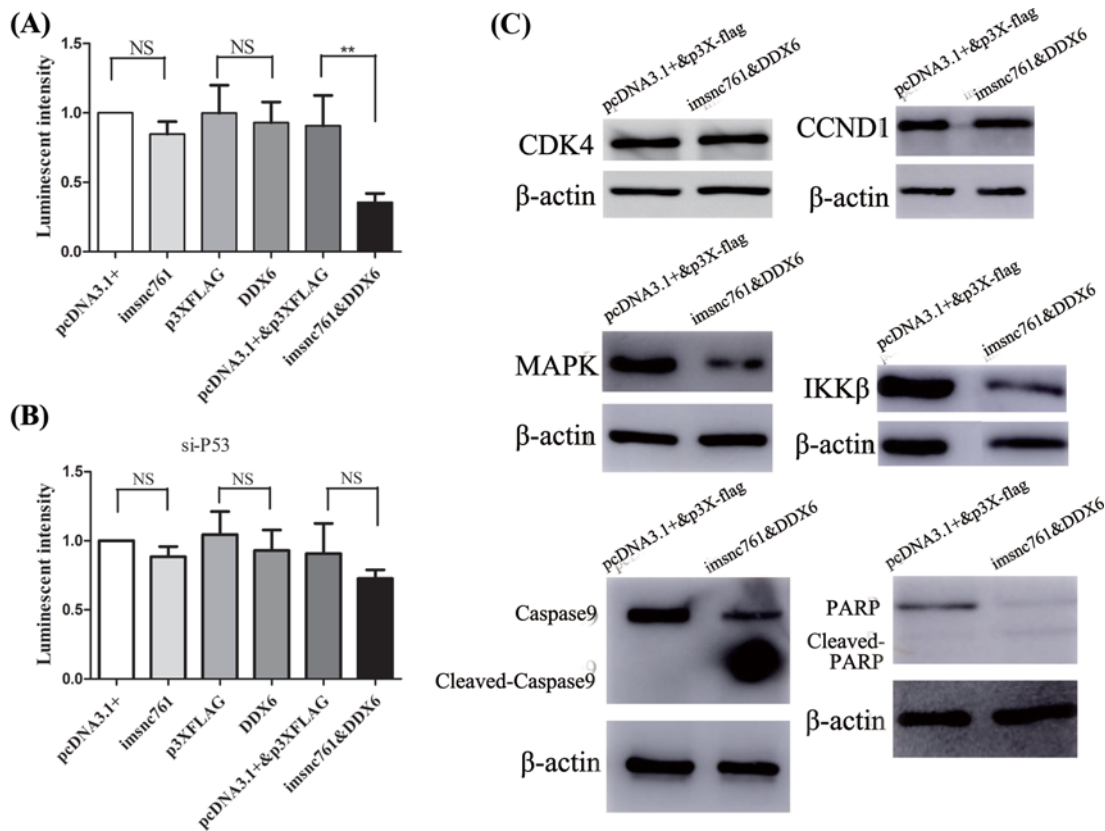 (A)
1.5
1.0
0.5
0.0
Luminescent intensity
NS
NS
**
pcDNA3.1+
imsnc761
p3XFLAG
DDX6
pcDNA3.1+&p3XFLAG
imsnc761&DDX6
(B)
si-P53
1.5
1.0
0.5
0.0
Luminescent intensity
NS
NS
NS
pcDNA3.1+
imsnc761
p3XFLAG
DDX6
pcDNA3.1+&p3XFLAG
imsnc761&DDX6
(C)
pcDNA3.1+&p3X-flag
imsnc761&DDX6
CDK4
β-actin
pcDNA3.1+&p3X-flag
imsnc761&DDX6
CCND1
β-actin
pcDNA3.1+&p3X-flag
imsnc761&DDX6
MAPK
β-actin
pcDNA3.1+&p3X-flag
imsnc761&DDX6
IKKβ
β-actin
pcDNA3.1+&p3X-flag
imsnc761&DDX6
Caspase9
Cleaved-Caspase9
β-actin
pcDNA3.1+&p3X-flag
imsnc761&DDX6
PARP
Cleaved-
PARP
β-actin